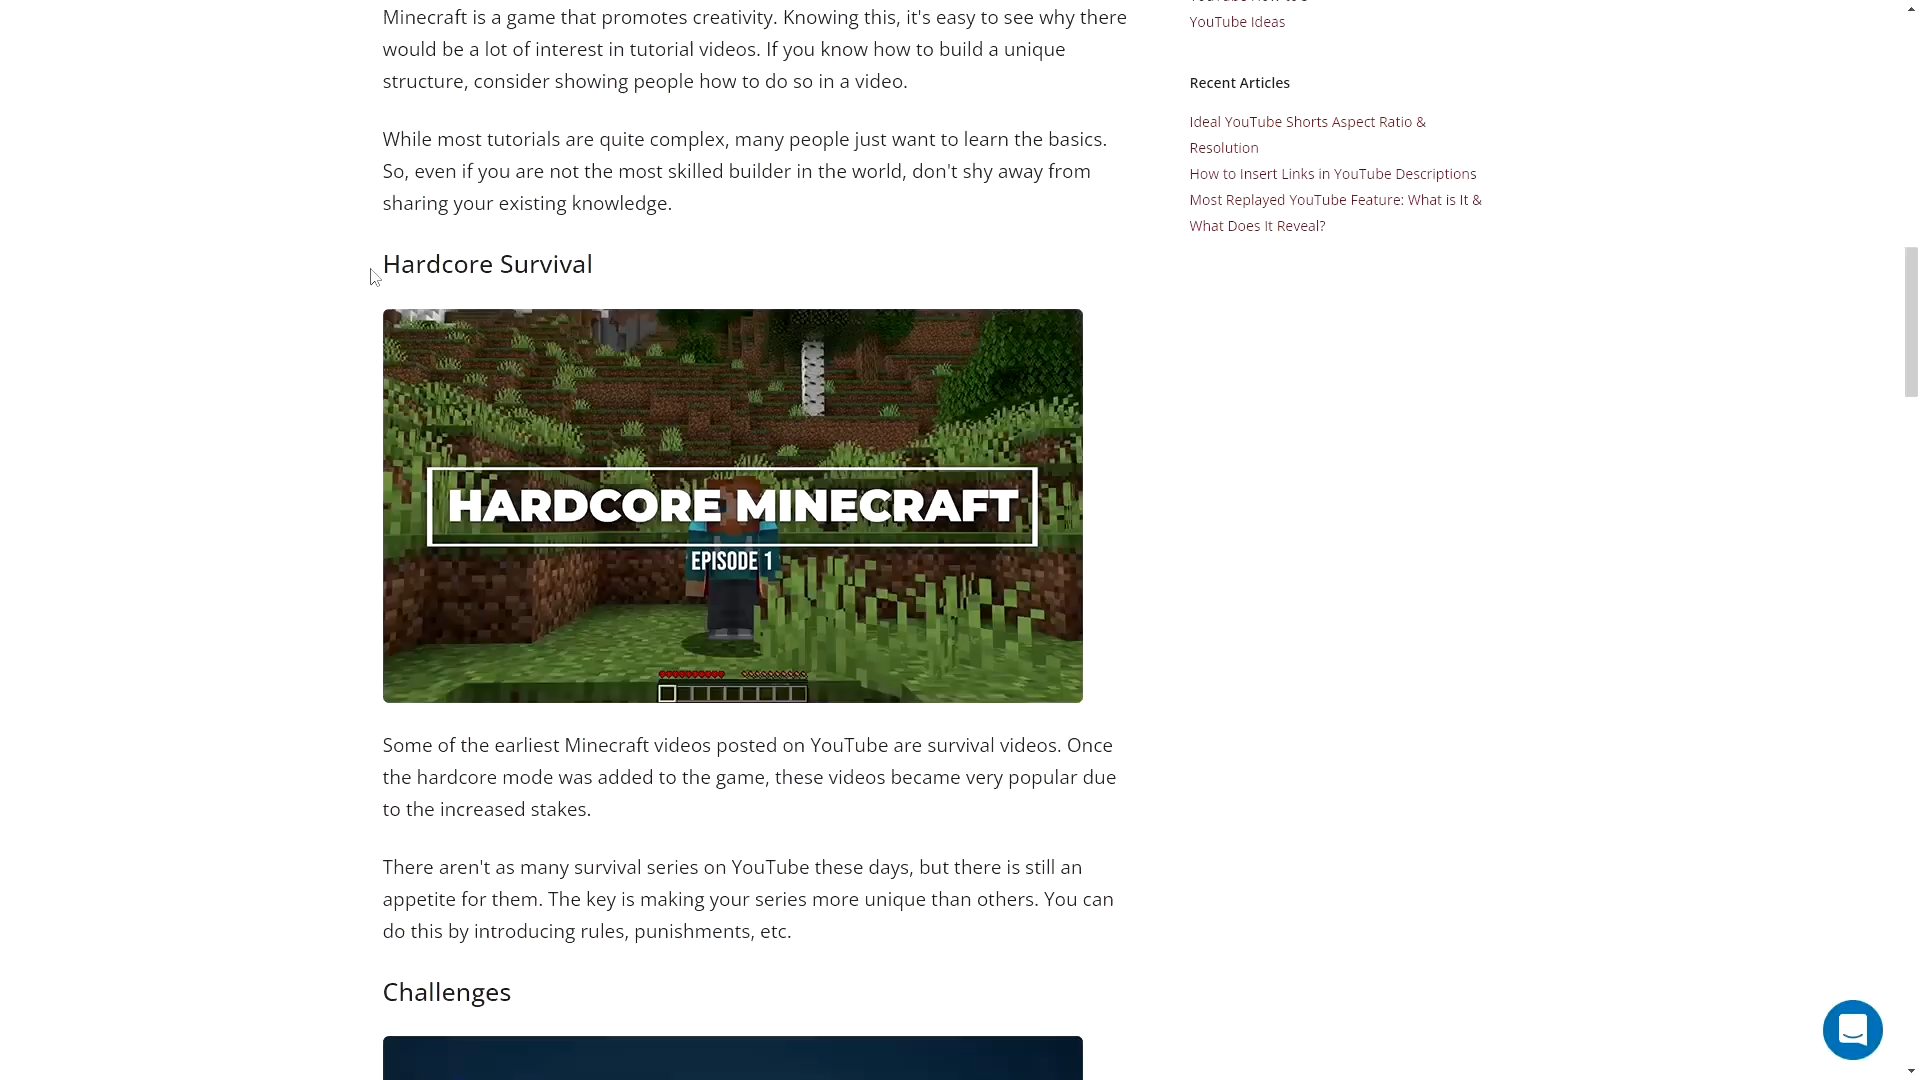 Minecraft is a game that promotes creativity. Knowing this, it's easy to see why there
would be a lot of interest in tutorial videos. If you know how to build a unique
structure, consider showing people how to do so in a video.
While most tutorials are quite complex, many people just want to learn the basics.
So, even if you are not the most skilled builder in the world, don't shy away from
sharing your existing knowledge.
Hardcore Survival
HARDCORE MINECRAFT
EPISODE 1
Some of the earliest Minecraft videos posted on YouTube are survival videos. Once
the hardcore mode was added to the game, these videos became very popular due
to the increased stakes.
There aren't as many survival series on YouTube these days, but there is still an
appetite for them. The key is making your series more unique than others. You can
do this by introducing rules, punishments, etc.
Challenges
YouTube Ideas
Recent Articles
Ideal YouTube Shorts Aspect Ratio &
Resolution
How to Insert Links in YouTube Descriptions
Most Replayed YouTube Feature: What is It &
What Does It Reveal?